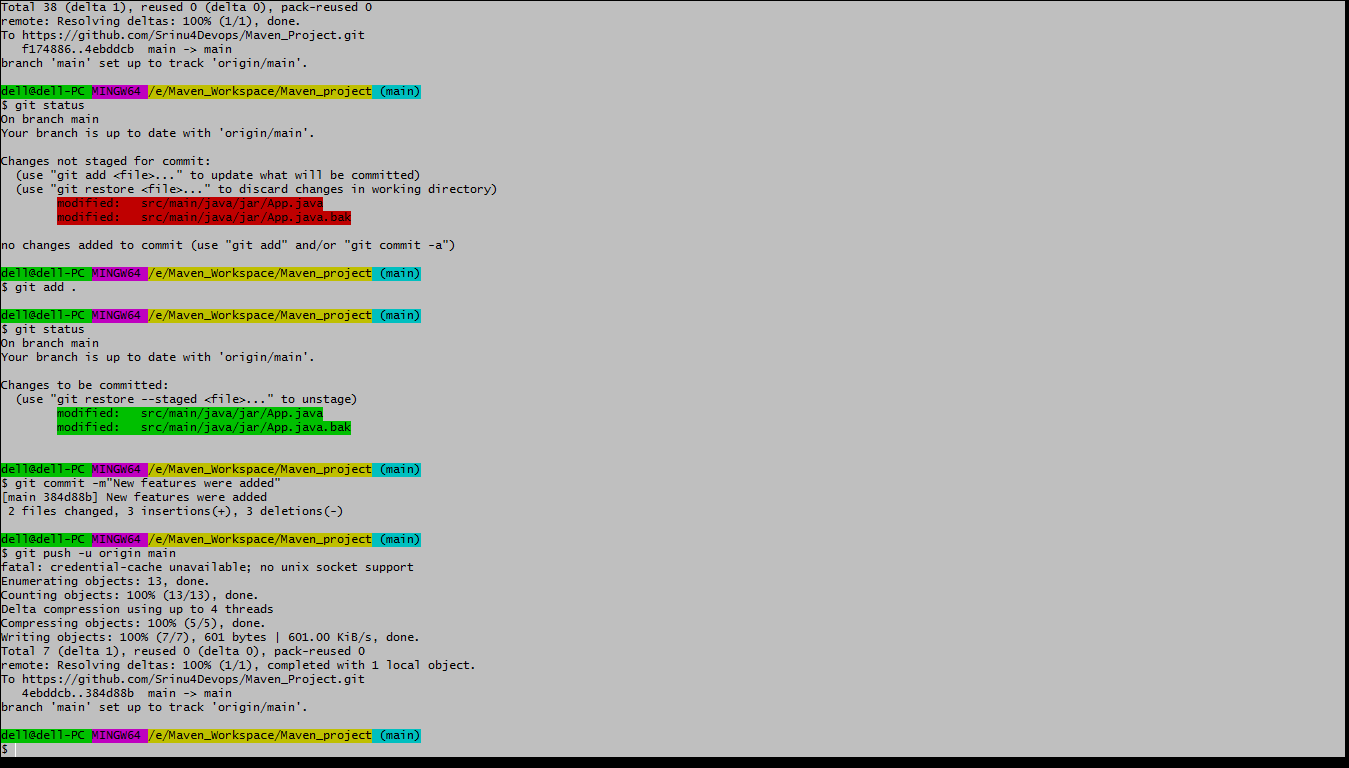 Total 38 (delta 1), reused 0 (delta 0), pack-reused 0
remote: Resolving deltas: 100% (1/1), done.
To https://github.com/Srinu4Devops/Maven_Project.git
   f174886..4ebddcb  main -> main
branch 'main' set up to track 'origin/main'.

dell@dell-PC MINGW64 /e/Maven_Workspace/Maven_project (main)
$ git status
On branch main
Your branch is up to date with 'origin/main'.

Changes not staged for commit:
  (use "git add <file>..." to update what will be committed)
  (use "git restore <file>..." to discard changes in working directory)
        modified:   src/main/java/jar/App.java
        modified:   src/main/java/jar/App.java.bak

no changes added to commit (use "git add" and/or "git commit -a")

dell@dell-PC MINGW64 /e/Maven_Workspace/Maven_project (main)
$ git add .

dell@dell-PC MINGW64 /e/Maven_Workspace/Maven_project (main)
$ git status
On branch main
Your branch is up to date with 'origin/main'.

Changes to be committed:
  (use "git restore --staged <file>..." to unstage)
        modified:   src/main/java/jar/App.java
        modified:   src/main/java/jar/App.java.bak


dell@dell-PC MINGW64 /e/Maven_Workspace/Maven_project (main)
$ git commit -m"New features were added"
[main 384d88b] New features were added
 2 files changed, 3 insertions(+), 3 deletions(-)

dell@dell-PC MINGW64 /e/Maven_Workspace/Maven_project (main)
$ git push -u origin main
fatal: credential-cache unavailable; no unix socket support
Enumerating objects: 13, done.
Counting objects: 100% (13/13), done.
Delta compression using up to 4 threads
Compressing objects: 100% (5/5), done.
Writing objects: 100% (7/7), 601 bytes | 601.00 KiB/s, done.
Total 7 (delta 1), reused 0 (delta 0), pack-reused 0
remote: Resolving deltas: 100% (1/1), completed with 1 local object.
To https://github.com/Srinu4Devops/Maven_Project.git
   4ebddcb..384d88b  main -> main
branch 'main' set up to track 'origin/main'.

dell@dell-PC MINGW64 /e/Maven_Workspace/Maven_project (main)
$